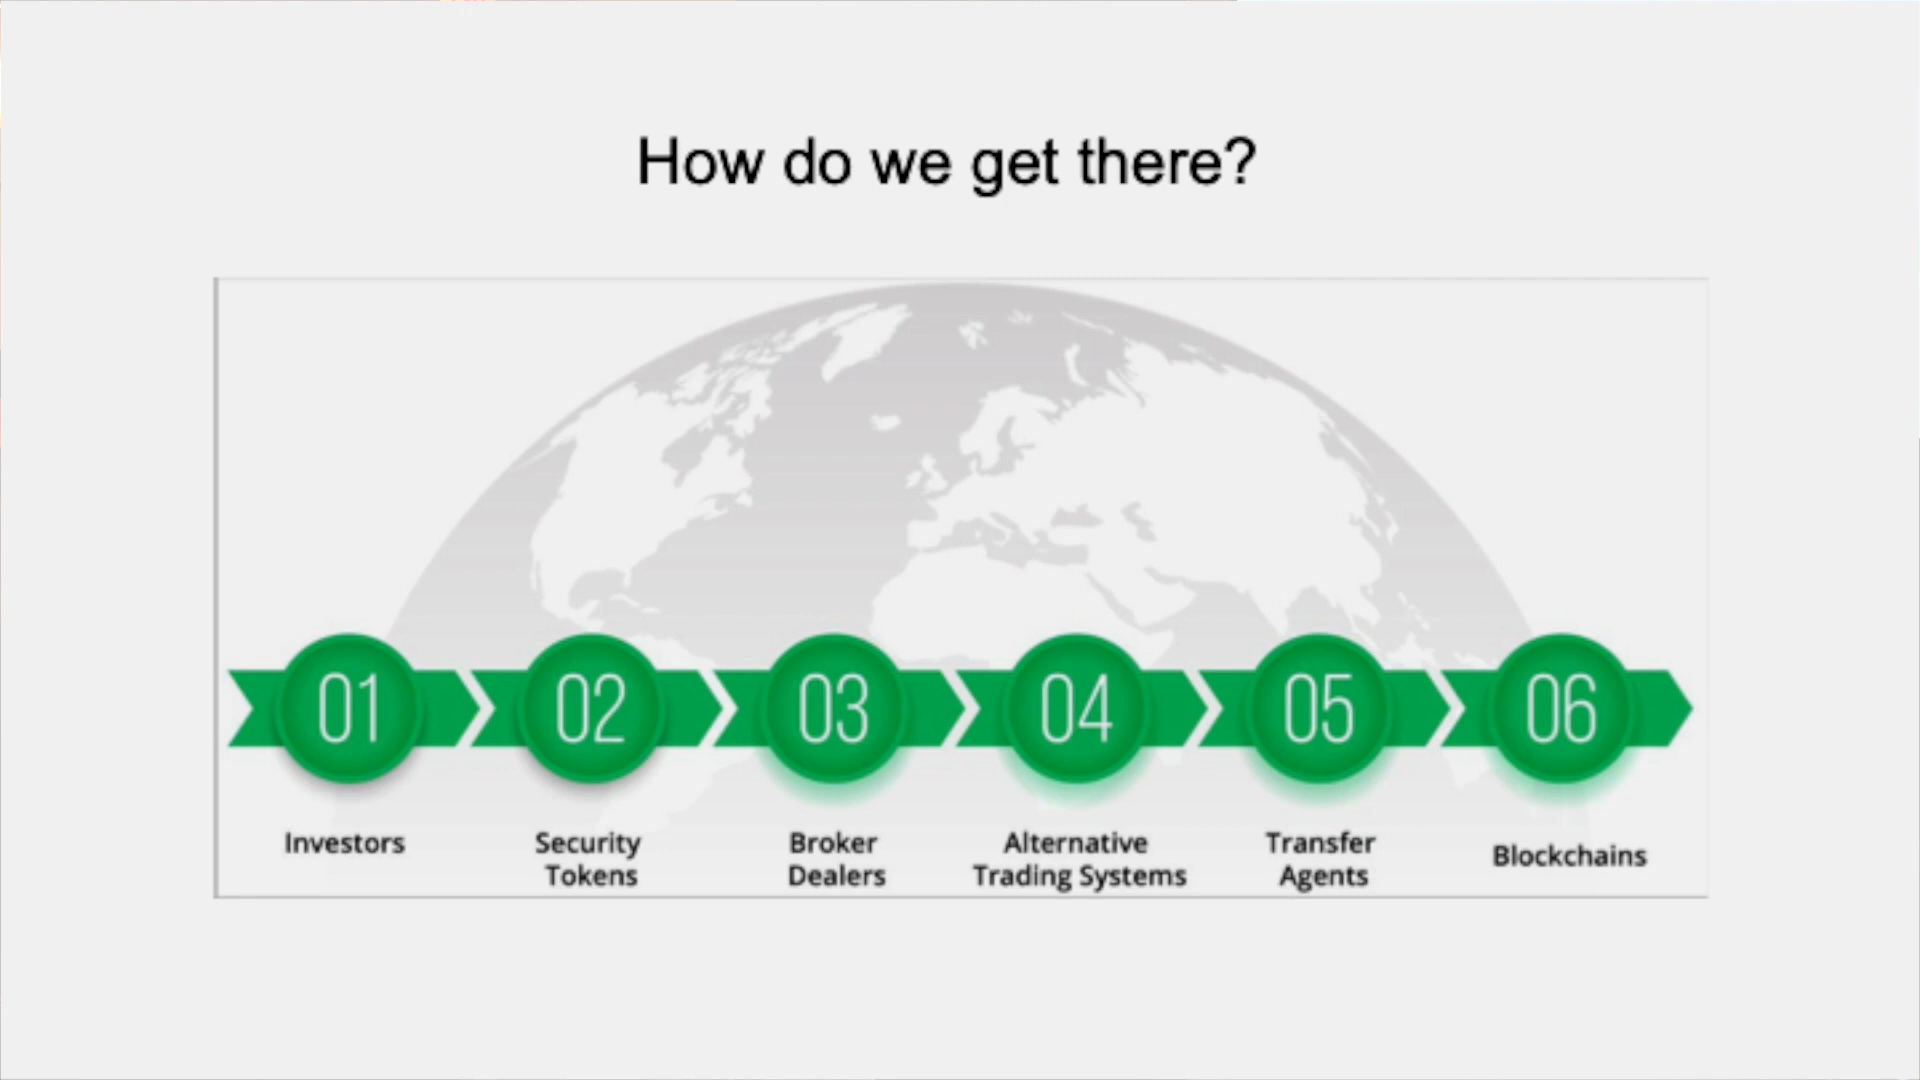 How do we get there?
01
02
03
04
05
06
Investors
Security
Tokens
Broker
Dealers
Alternative
Trading Systems
Transfer
Agents
Blockchains